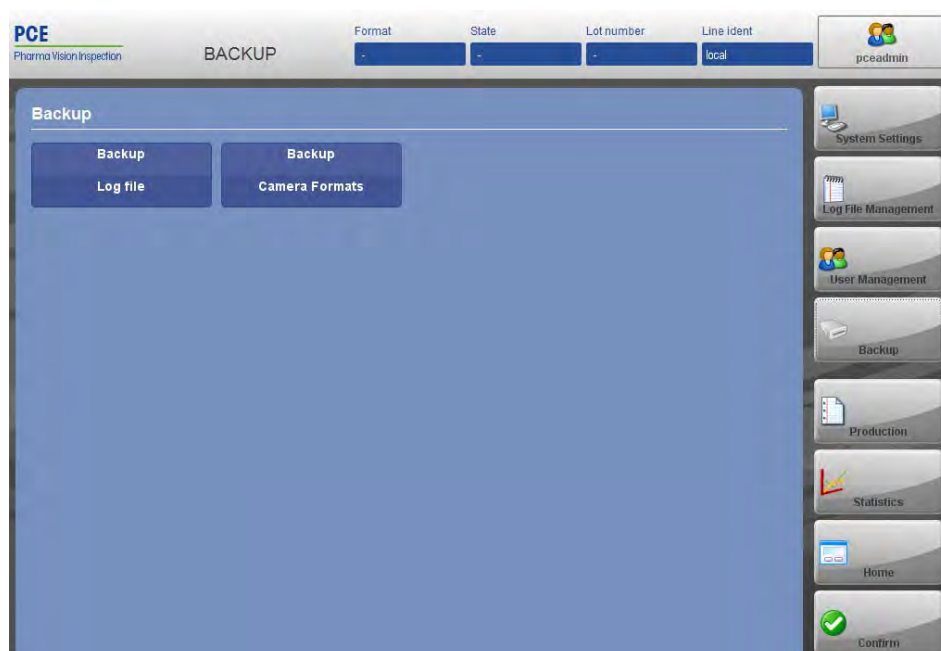 PCE
Pharma Vision Inspection
BACKUP
Format
-
State
-
Lot number
-
Line ident
local
pceadmin
Backup
Backup
Log file
Backup
Camera Formats
System Settings
Log File Management
User Management
Backup
Production
Statistics
Home
Confirm